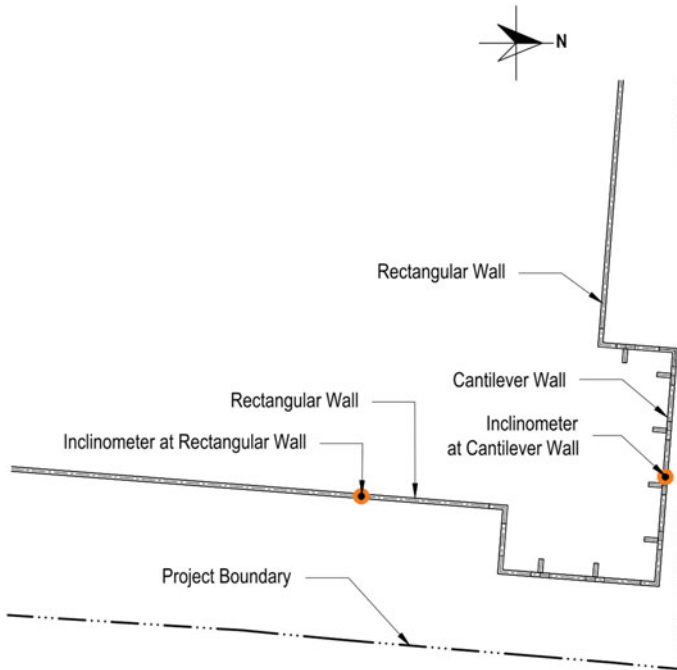 N
Rectangular Wall
Cantilever Wall
Rectangular Wall
Inclinometer
at Cantilever Wall
Inclinometer at Rectangular Wall
Project Boundary